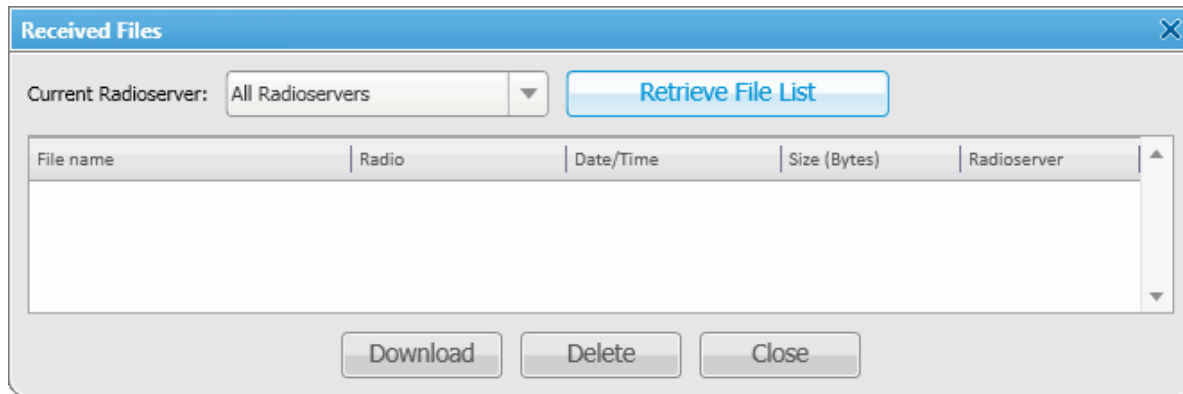 Received Files
Current Radioserver: All Radioservers Retrieve File List
File name Radio Date/Time Size (Bytes) Radioserver
Download Delete Close